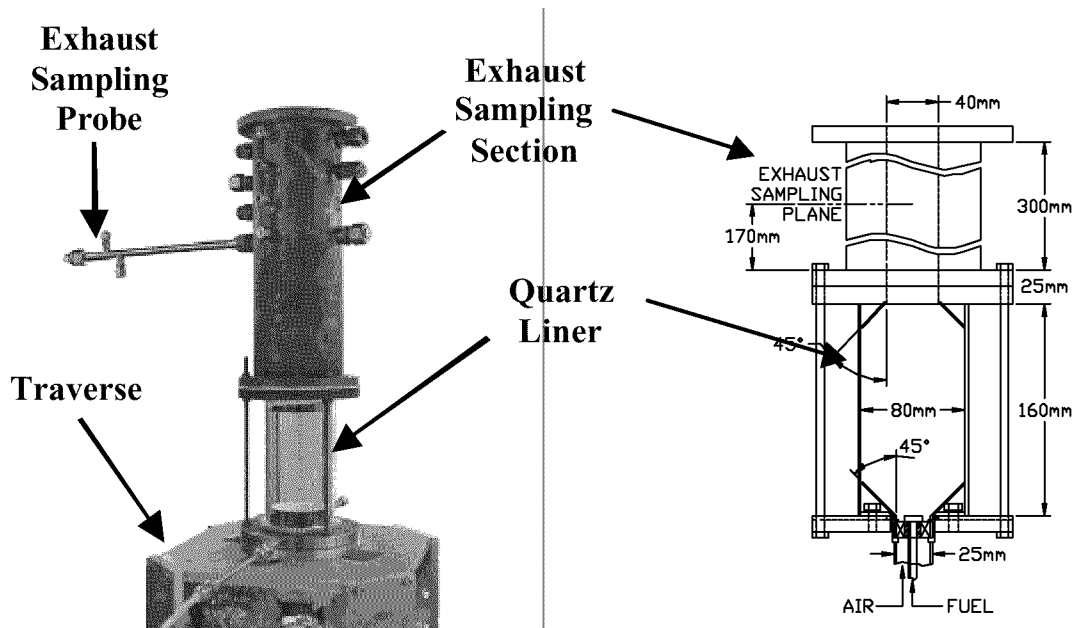 Exhaust
Sampling
Probe
Exhaust
Sampling
Section
Quartz
Liner
Traverse
40mm
EXHAUST
SAMPLING
PLANE
170mm
300mm
25mm
45°
80mm
160mm
45°
25mm
AIR
FUEL